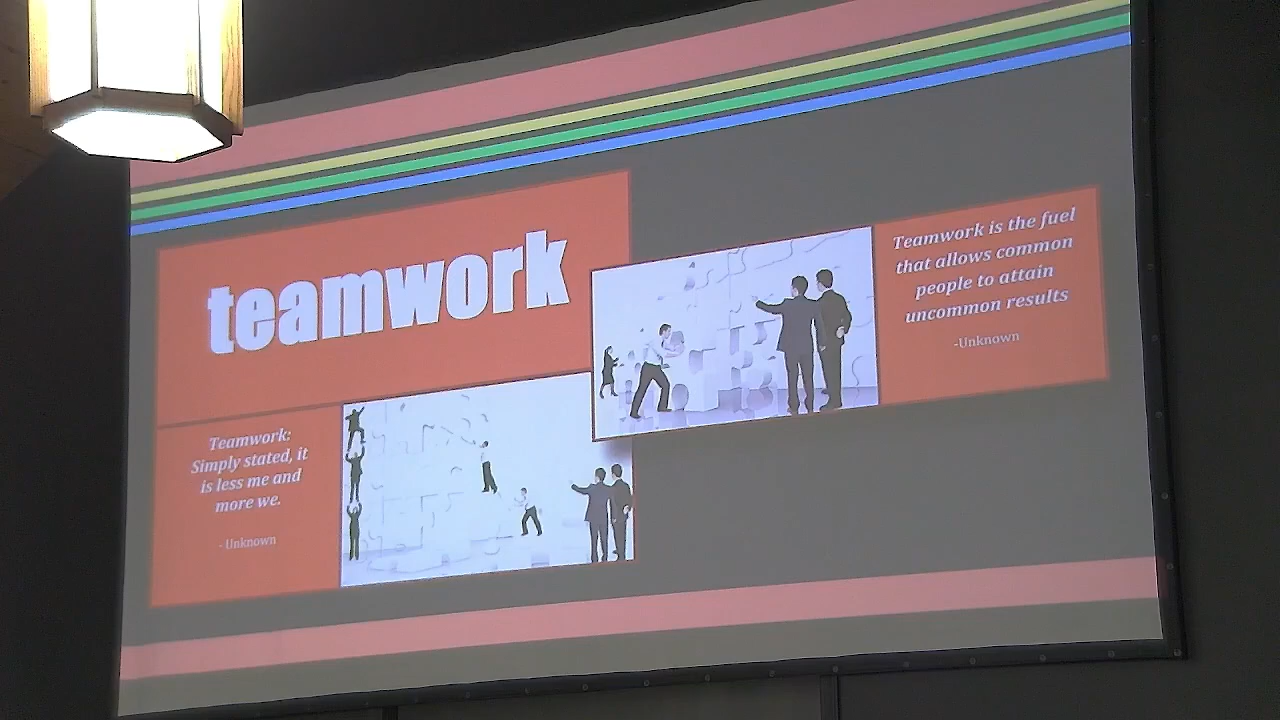 teamwork
Teamwork is the fuel
that allows common
people to attain
uncommon results
-Unknown
Teamwork:
Simply stated, it
is less me and
more we.
- Unknown